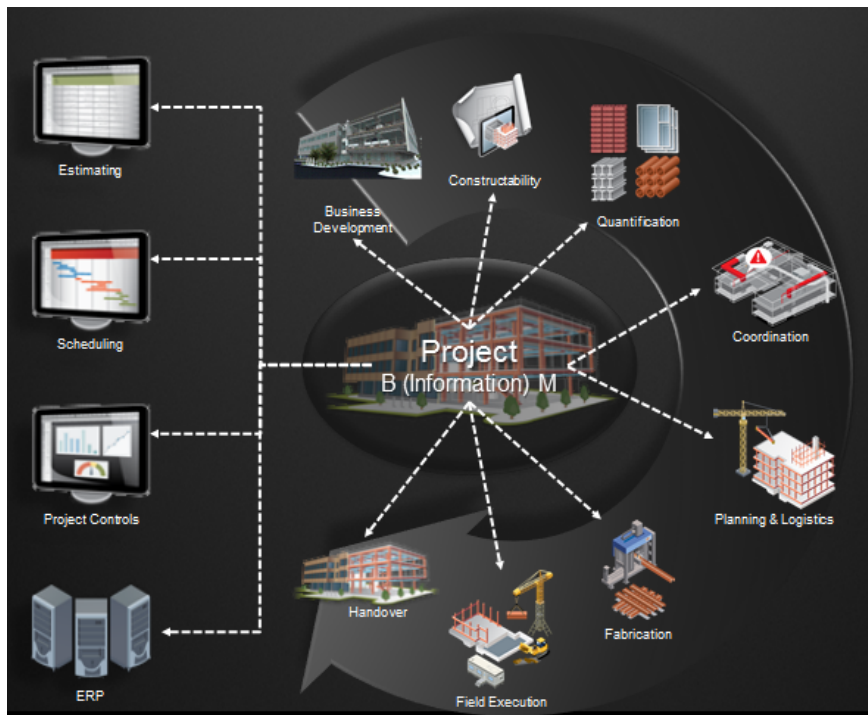 Estimating
Scheduling
Project Controls
ERP
Business
Development
Constructability
Quantification
Coordination
Planning & Logistics
Fabrication
Field Execution
Handover
Project
B (Information) M